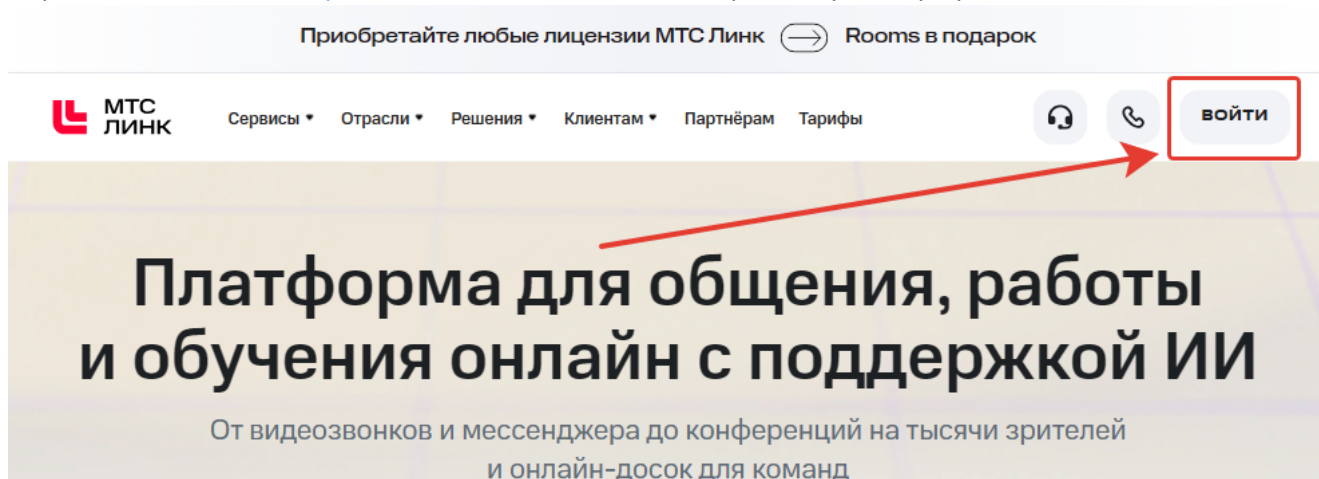 Приобретайте любые лицензии МТС Линк → Rooms в подарок
МТС
ЛИНК
Сервисы • Отрасли • Решения • Клиентам • Партнёрам Тарифы
ВОЙТИ
Платформа для общения, работы
и обучения онлайн с поддержкой ИИ
От видеозвонков и мессенджера до конференций на тысячи зрителей
и онлайн-досок для команд